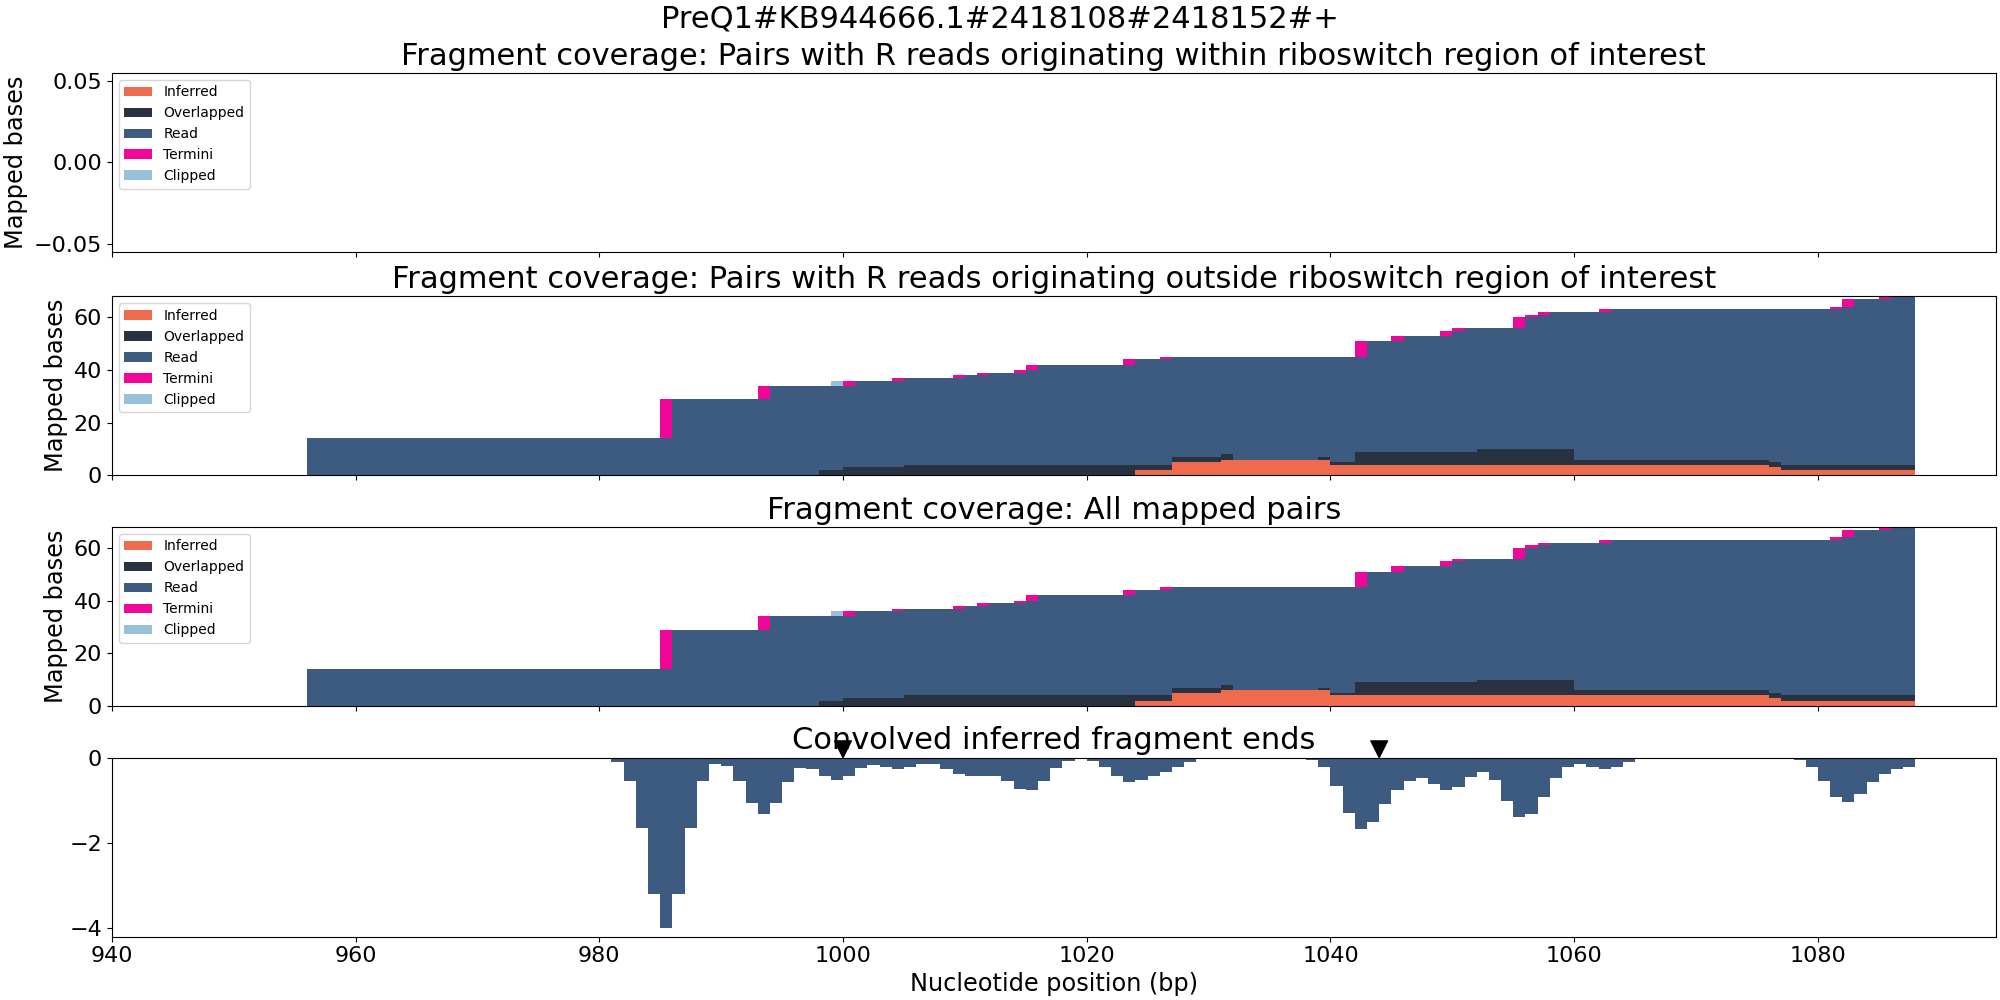 PreQ1#KB944666.1#2418108#2418152#+
Fragment coverage: Pairs with R reads originating within riboswitch region of interest
Mapped bases
0.05
0.00
−0.05
Inferred
Overlapped
Read
Termini
Clipped
Fragment coverage: Pairs with R reads originating outside riboswitch region of interest
Mapped bases
60
40
20
0
Inferred
Overlapped
Read
Termini
Clipped
Fragment coverage: All mapped pairs
Mapped bases
60
40
20
0
Inferred
Overlapped
Read
Termini
Clipped
Convolved inferred fragment ends
0
−2
−4
940 960 980 1000 1020 1040 1060 1080
Nucleotide position (bp)